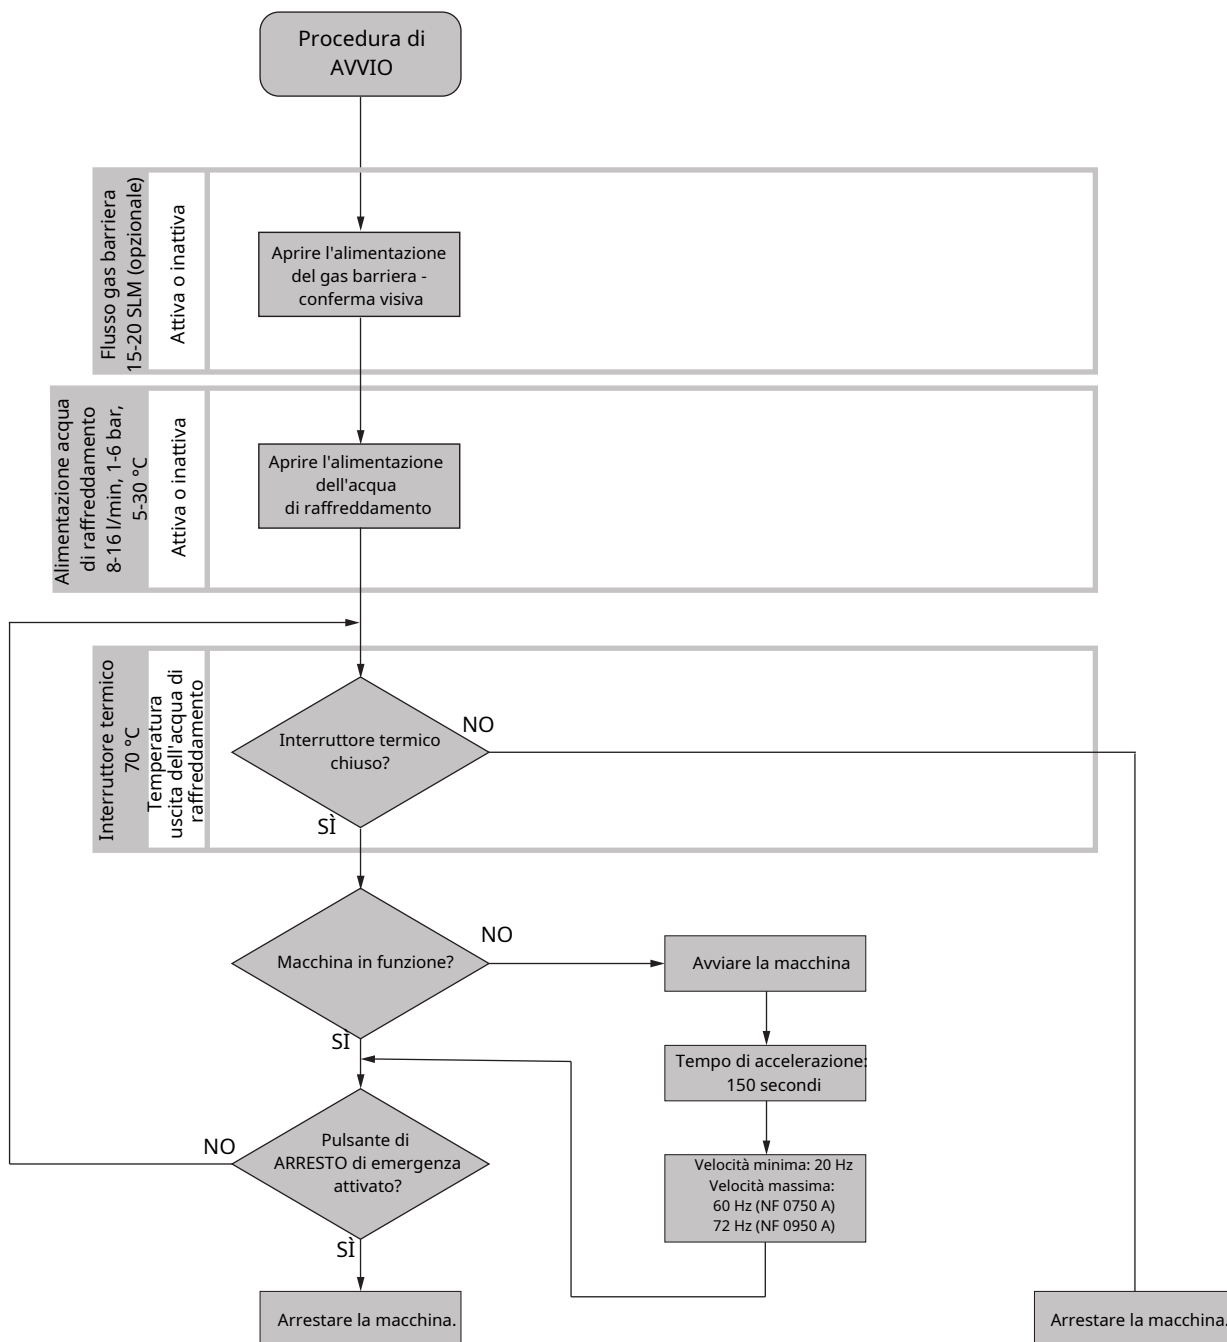 Procedura di
AVVIO
Flusso gas barriera
15-20 SLM (opzionale)
Attiva o inattiva
Aprire l'alimentazione
del gas barriera -
conferma visiva
Alimentazione acqua
di raffreddamento
8-16 l/min, 1-6 bar,
5-30 °C
Attiva o inattiva
Aprire l'alimentazione
dell'acqua
di raffreddamento
Interruttore termico
70 °C
Temperatura
uscita dell'acqua di
raffreddamento
Interruttore termico
chiuso?
NO
SÌ
Macchina in funzione?
NO
SÌ
Avviare la macchina
Tempo di accelerazione:
150 secondi
Velocità minima: 20 Hz
Velocità massima:
60 Hz (NF 0750 A)
72 Hz (NF 0950 A)
Pulsante di
ARRESTO di emergenza
attivato?
NO
SÌ
Arrestare la macchina.
Arrestare la macchina.